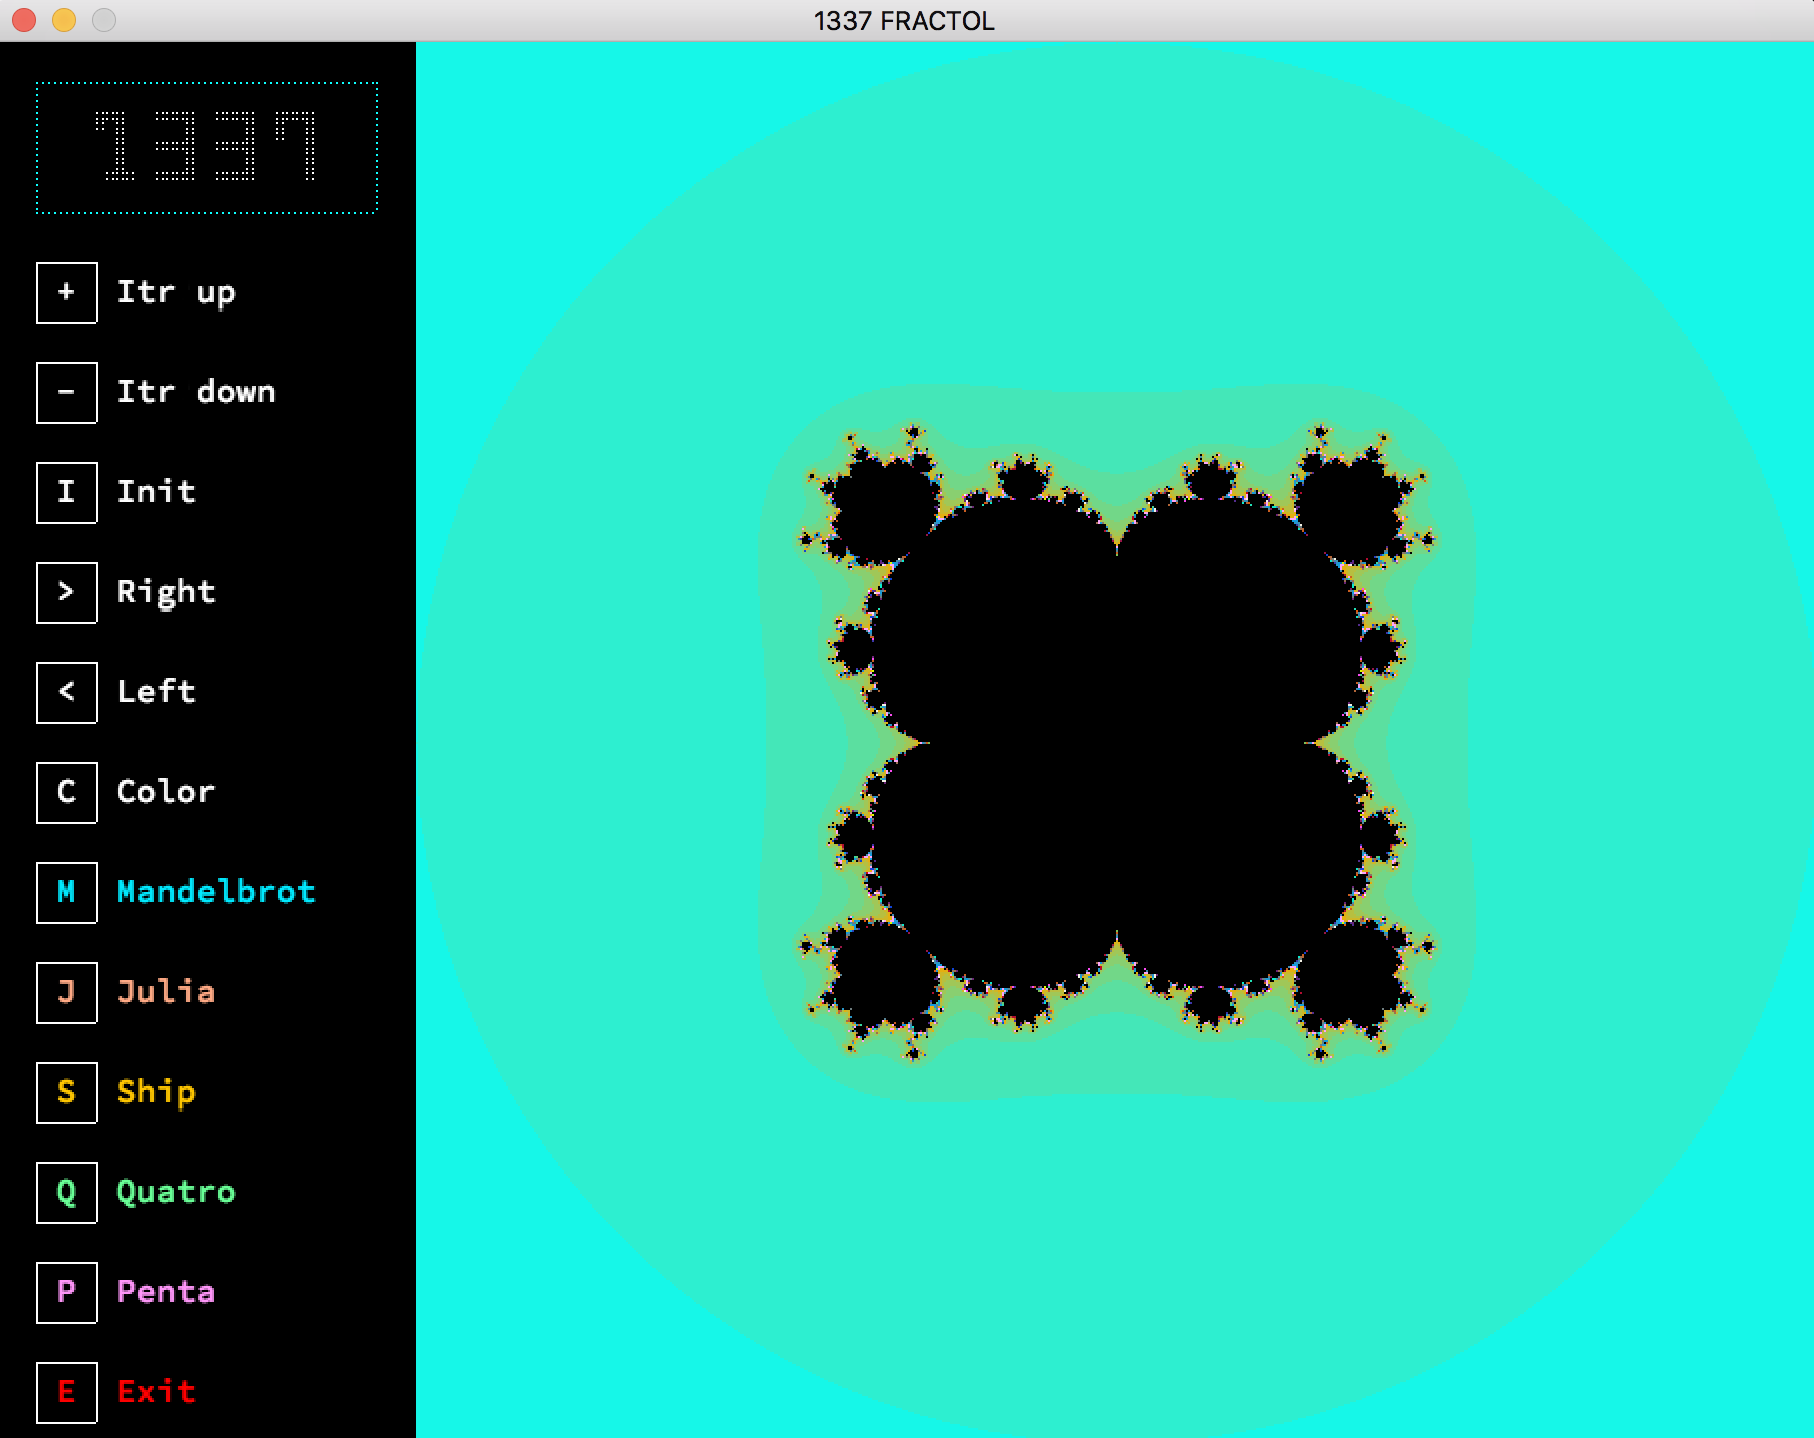 1337 FRACTOL
1337
+ Itr up
- Itr down
I Init
> Right
< Left
C Color
M Mandelbrot
J Julia
S Ship
Q Quatro
P Penta
E Exit